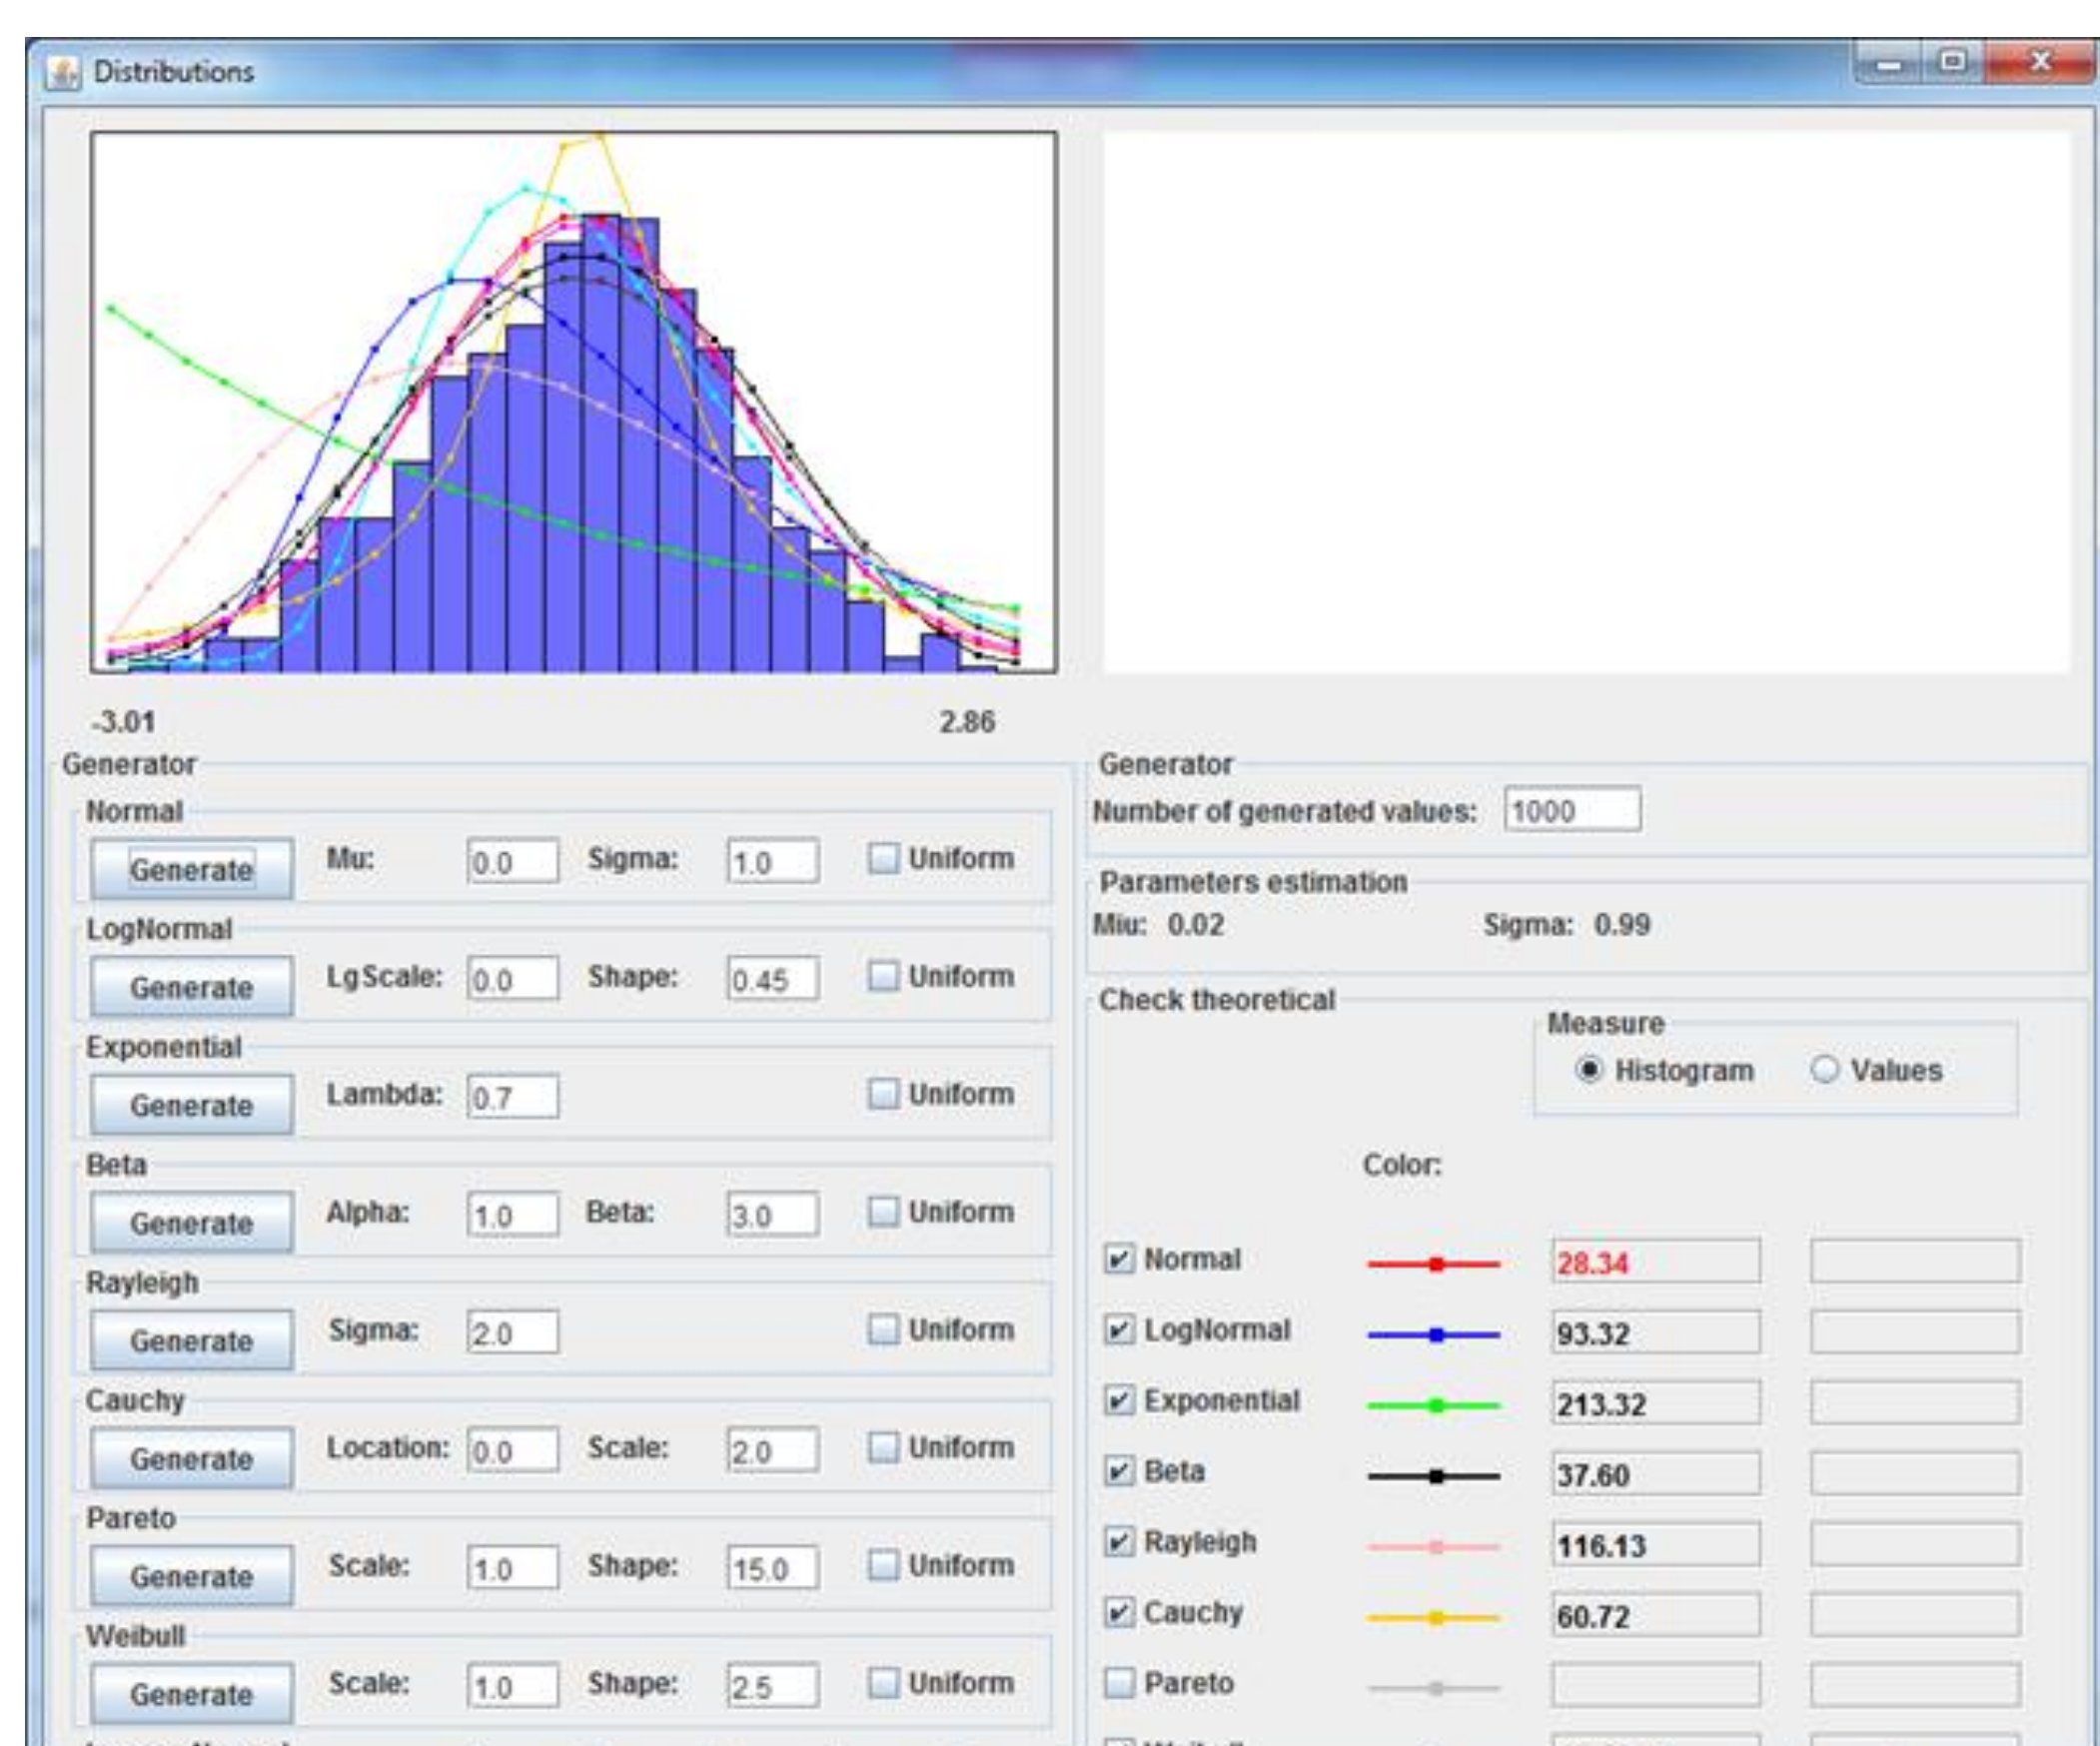 Distributions
-3.01 2.86
Generator
Normal
Generate Mu: 0.0 Sigma: 1.0 Uniform
LogNormal
Generate LgScale: 0.0 Shape: 0.45 Uniform
Exponential
Generate Lambda: 0.7 Uniform
Beta
Generate Alpha: 1.0 Beta: 3.0 Uniform
Rayleigh
Generate Sigma: 2.0 Uniform
Cauchy
Generate Location: 0.0 Scale: 2.0 Uniform
Pareto
Generate Scale: 1.0 Shape: 15.0 Uniform
Weibull
Generate Scale: 1.0 Shape: 2.5 Uniform
Generator
Number of generated values: 1000
Parameters estimation
Miu: 0.02 Sigma: 0.99
Check theoretical
Measure
Histogram Values
Color:
Normal 28.34
LogNormal 93.32
Exponential 213.32
Beta 37.60
Rayleigh 116.13
Cauchy 60.72
Pareto